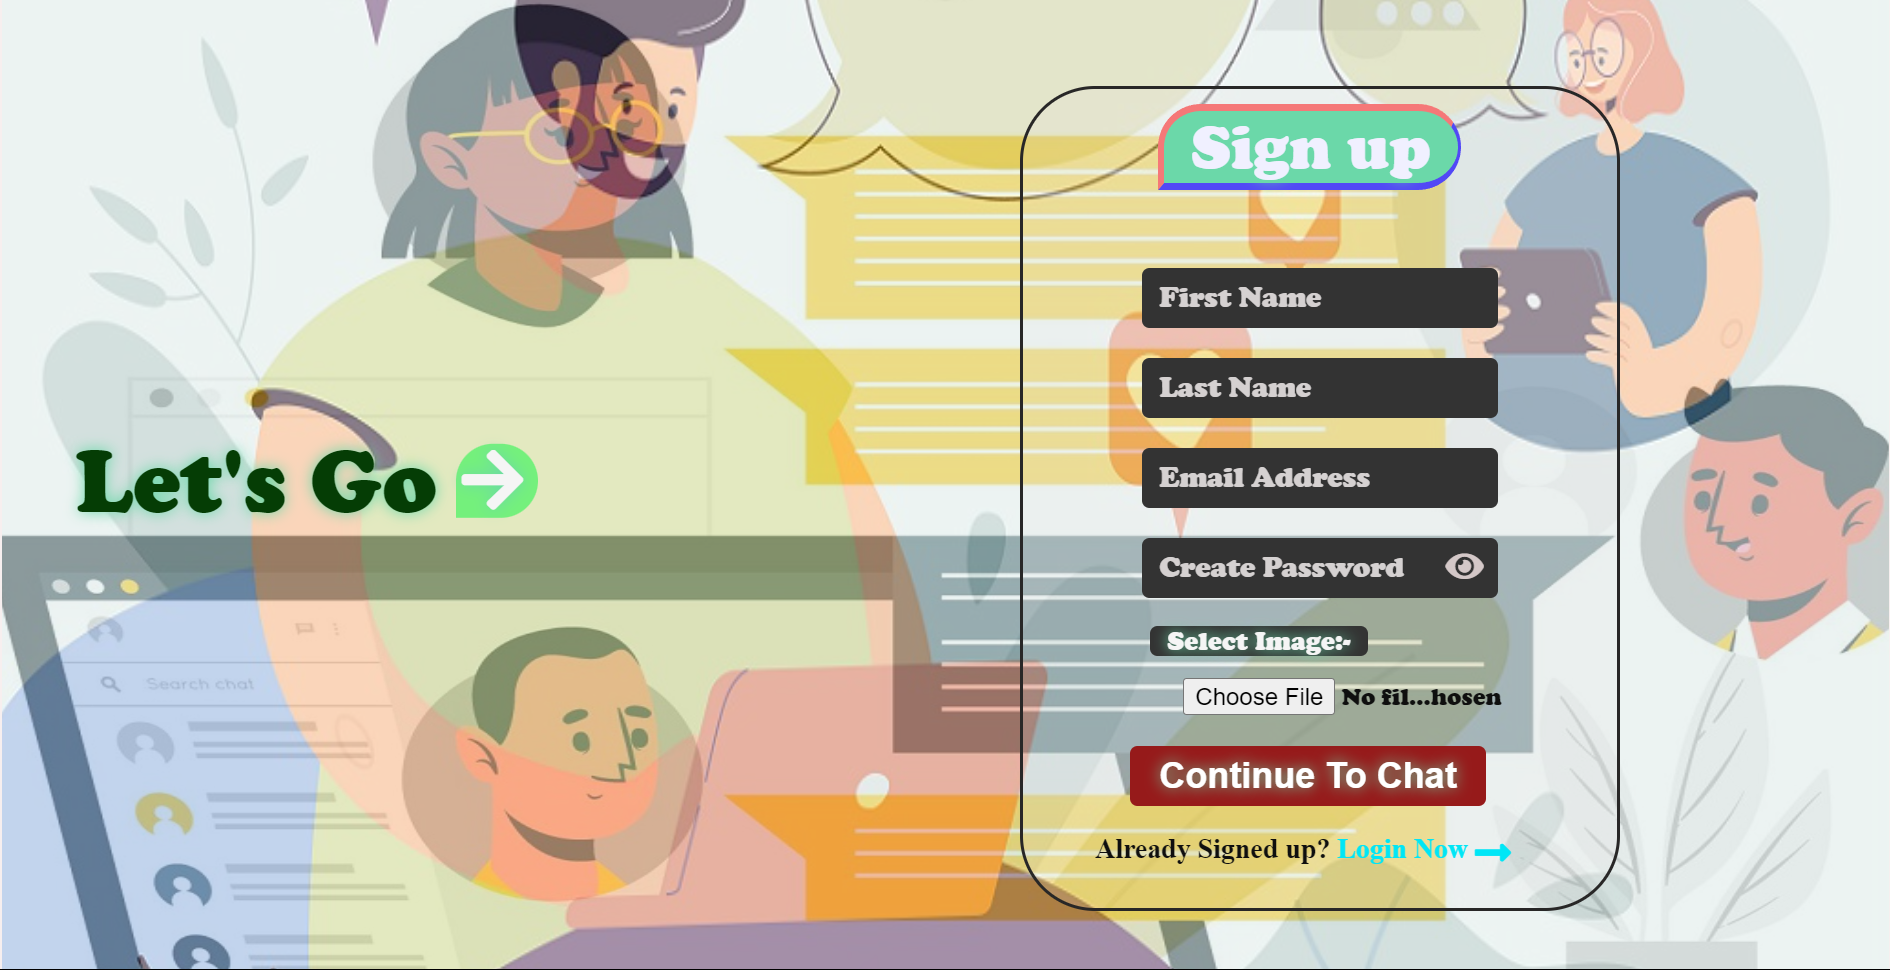 Sign up
First Name
Last Name
Email Address
Let's Go
Create Password
Select Image:-
Search chat
Choose File No fil...hosen
Continue To Chat
Already Signed up? Login Now